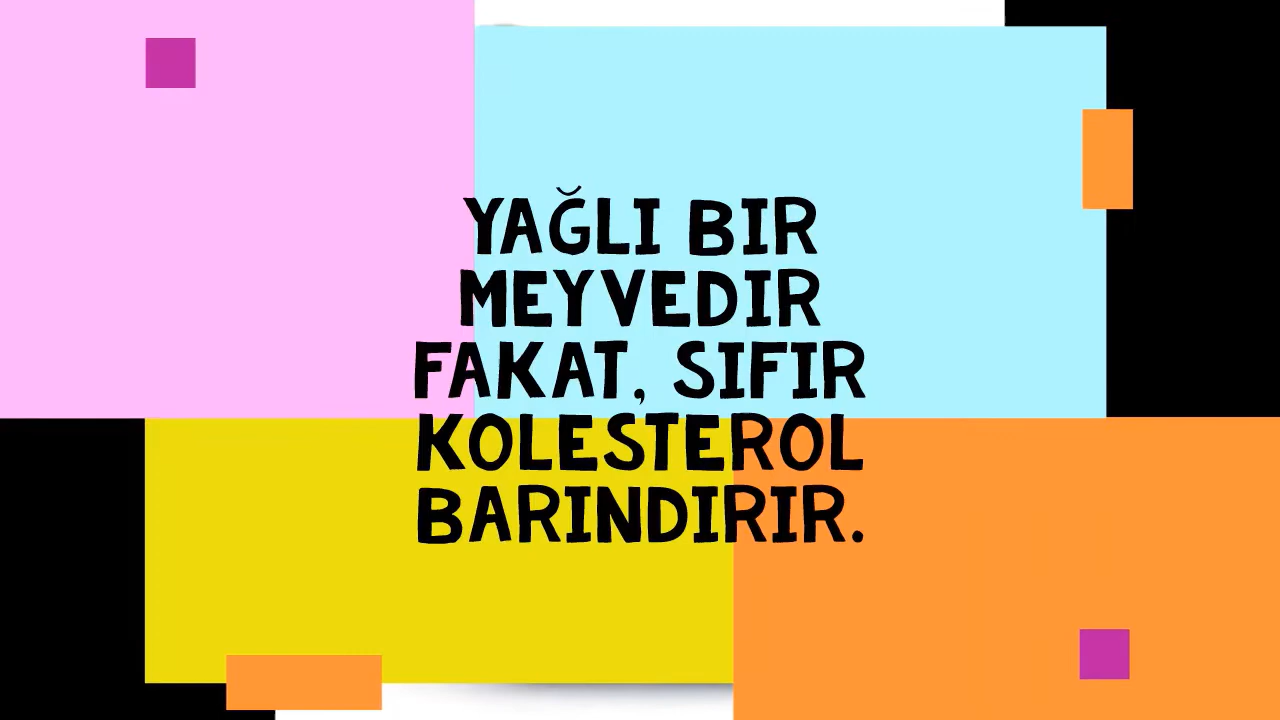 YAĞLI BIR
MEYVEDIR
FAKAT, SIFIR
KOLESTEROL
BARINDIRIR.